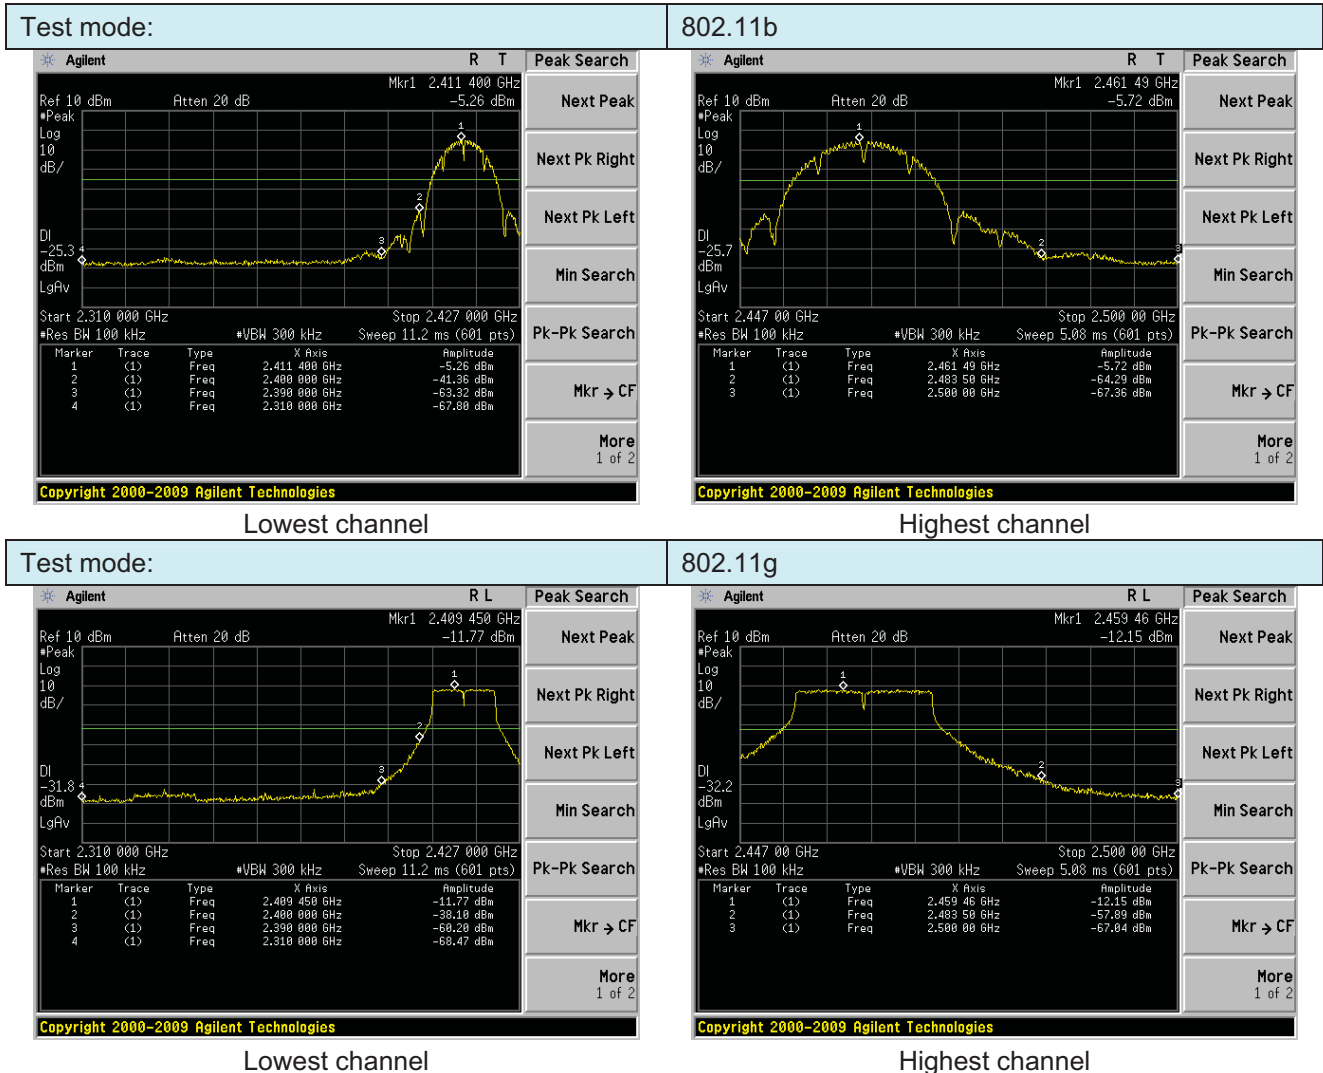 Test mode: 802.11b
Agilent R T Peak Search
Mkr1 2.411 400 GHz
Ref 10 dBm Atten 20 dB -5.26 dBm
#Peak
Log
10
dB/
1
2
3
4
DI
-25.3
dBm
LgAv
Start 2.310 000 GHz Stop 2.427 000 GHz
#Res BW 100 kHz #VBW 300 kHz Sweep 11.2 ms (601 pts)
Marker Trace Type X Axis Amplitude
1 (1) Freq 2.411 400 GHz -5.26 dBm
2 (1) Freq 2.400 000 GHz -41.36 dBm
3 (1) Freq 2.390 000 GHz -63.32 dBm
4 (1) Freq 2.310 000 GHz -67.80 dBm
Next Peak
Next Pk Right
Next Pk Left
Min Search
Pk-Pk Search
Mkr → CF
More
1 of 2
Copyright 2000-2009 Agilent Technologies
Lowest channel
Agilent R T Peak Search
Mkr1 2.461 49 GHz
Ref 10 dBm Atten 20 dB -5.72 dBm
#Peak
Log
10
dB/
1
2
3
DI
-25.7
dBm
LgAv
Start 2.447 00 GHz Stop 2.500 00 GHz
#Res BW 100 kHz #VBW 300 kHz Sweep 5.08 ms (601 pts)
Marker Trace Type X Axis Amplitude
1 (1) Freq 2.461 49 GHz -5.72 dBm
2 (1) Freq 2.483 50 GHz -64.29 dBm
3 (1) Freq 2.500 00 GHz -67.36 dBm
Next Peak
Next Pk Right
Next Pk Left
Min Search
Pk-Pk Search
Mkr → CF
More
1 of 2
Copyright 2000-2009 Agilent Technologies
Highest channel
Test mode: 802.11g
Agilent R L Peak Search
Mkr1 2.409 450 GHz
Ref 10 dBm Atten 20 dB -11.77 dBm
#Peak
Log
10
dB/
1
2
3
4
DI
-31.8
dBm
LgAv
Start 2.310 000 GHz Stop 2.427 000 GHz
#Res BW 100 kHz #VBW 300 kHz Sweep 11.2 ms (601 pts)
Marker Trace Type X Axis Amplitude
1 (1) Freq 2.409 450 GHz -11.77 dBm
2 (1) Freq 2.400 000 GHz -38.10 dBm
3 (1) Freq 2.390 000 GHz -60.20 dBm
4 (1) Freq 2.310 000 GHz -68.47 dBm
Next Peak
Next Pk Right
Next Pk Left
Min Search
Pk-Pk Search
Mkr → CF
More
1 of 2
Copyright 2000-2009 Agilent Technologies
Lowest channel
Agilent R L Peak Search
Mkr1 2.459 46 GHz
Ref 10 dBm Atten 20 dB -12.15 dBm
#Peak
Log
10
dB/
1
2
3
DI
-32.2
dBm
LgAv
Start 2.447 00 GHz Stop 2.500 00 GHz
#Res BW 100 kHz #VBW 300 kHz Sweep 5.08 ms (601 pts)
Marker Trace Type X Axis Amplitude
1 (1) Freq 2.459 46 GHz -12.15 dBm
2 (1) Freq 2.483 50 GHz -57.89 dBm
3 (1) Freq 2.500 00 GHz -67.04 dBm
Next Peak
Next Pk Right
Next Pk Left
Min Search
Pk-Pk Search
Mkr → CF
More
1 of 2
Copyright 2000-2009 Agilent Technologies
Highest channel